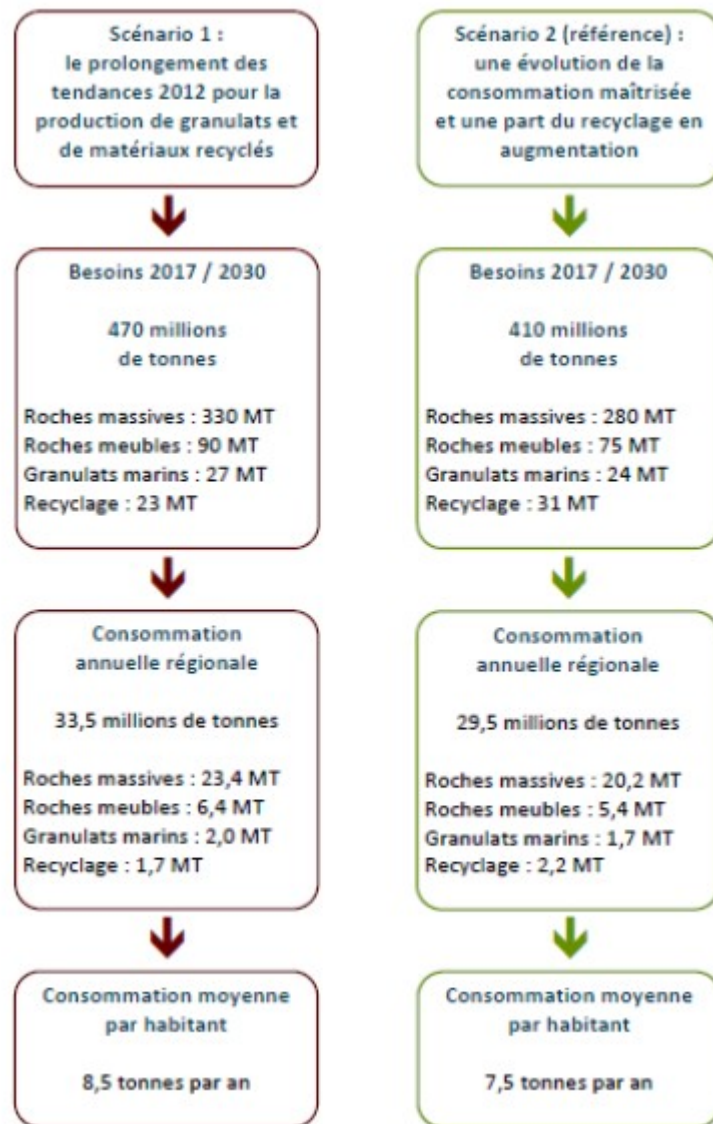 Scénario 1 :
le prolongement des
tendances 2012 pour la
production de granulats et
de matériaux recyclés
Besoins 2017 / 2030
470 millions
de tonnes
Roches massives : 330 MT
Roches meubles : 90 MT
Granulats marins : 27 MT
Recyclage : 23 MT
Consommation
annuelle régionale
33,5 millions de tonnes
Roches massives : 23,4 MT
Roches meubles : 6,4 MT
Granulats marins : 2,0 MT
Recyclage : 1,7 MT
Consommation moyenne
par habitant
8,5 tonnes par an
Scénario 2 (référence) :
une évolution de la
consommation maîtrisée
et une part du recyclage en
augmentation
Besoins 2017 / 2030
410 millions
de tonnes
Roches massives : 280 MT
Roches meubles : 75 MT
Granulats marins : 24 MT
Recyclage : 31 MT
Consommation
annuelle régionale
29,5 millions de tonnes
Roches massives : 20,2 MT
Roches meubles : 5,4 MT
Granulats marins : 1,7 MT
Recyclage : 2,2 MT
Consommation moyenne
par habitant
7,5 tonnes par an